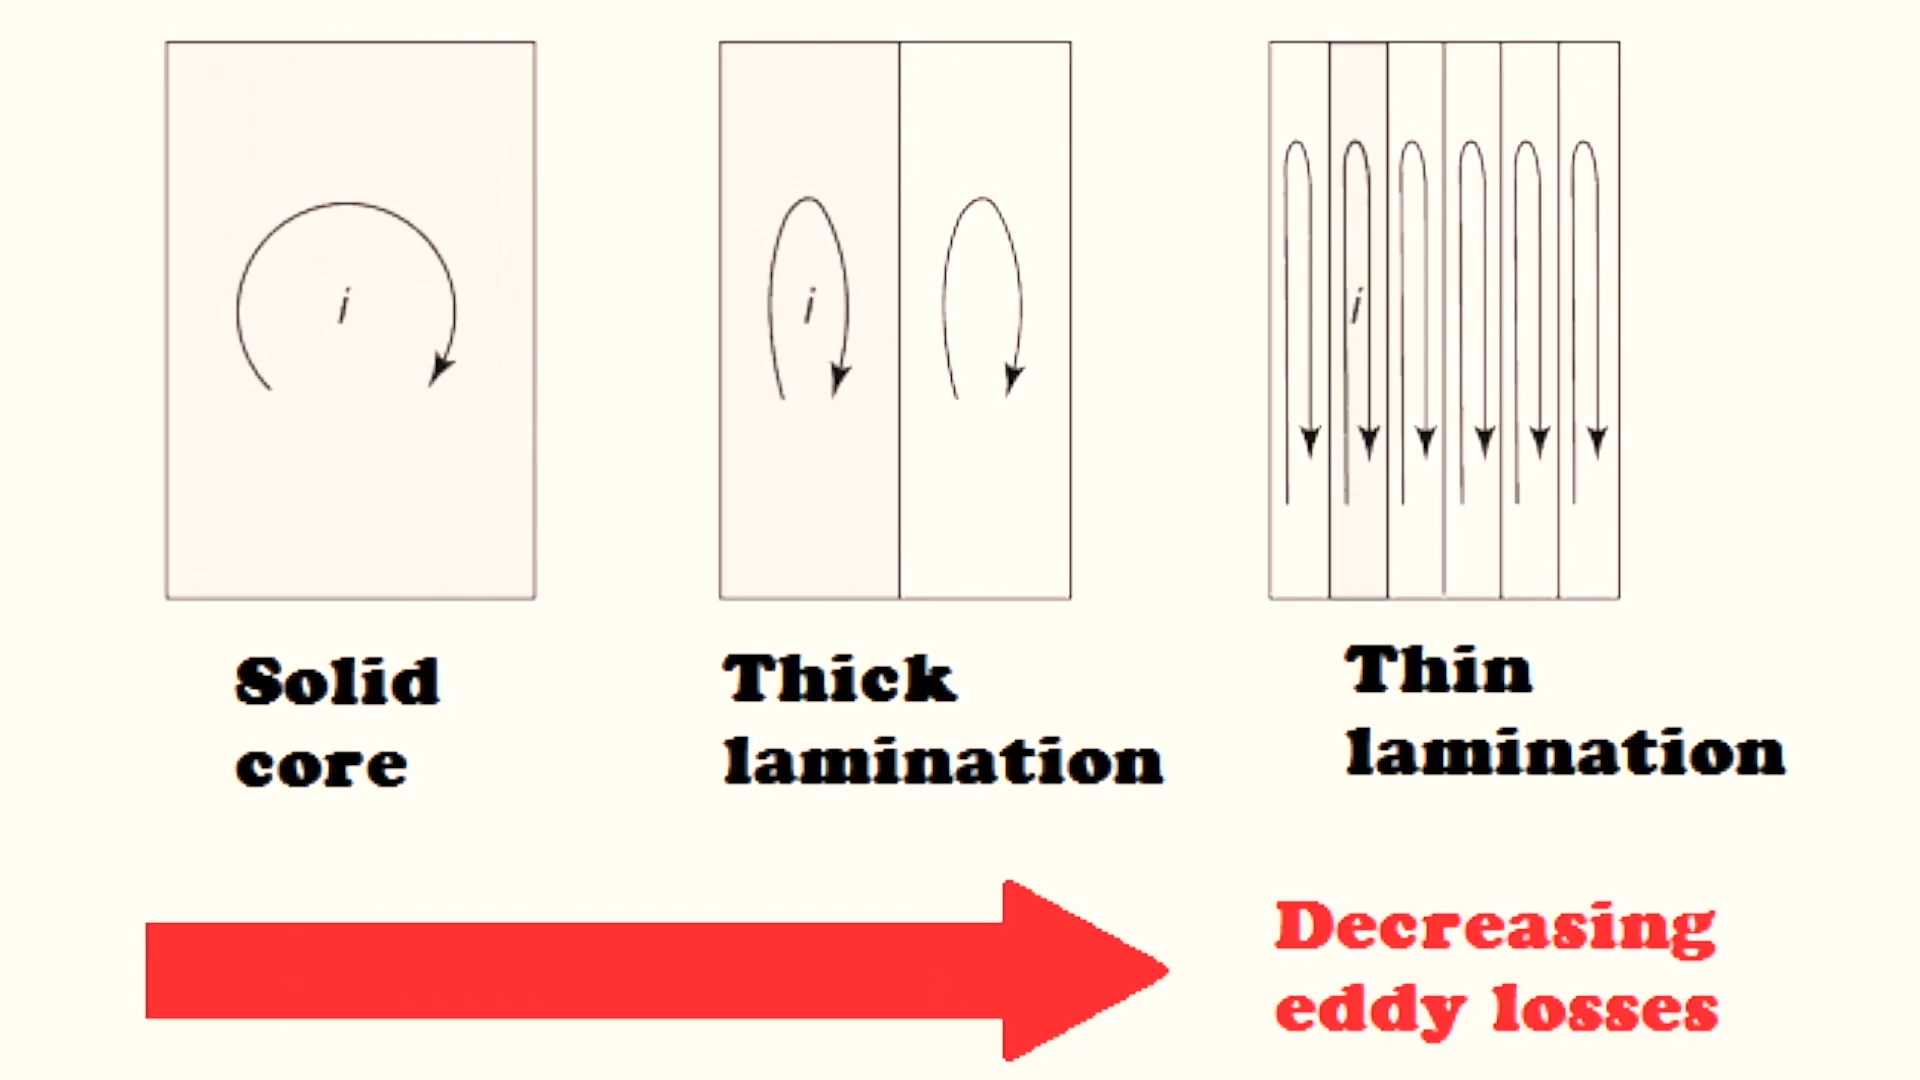 i
i
i
Solid
core
Thick
lamination
Thin
lamination
Decreasing
eddy losses